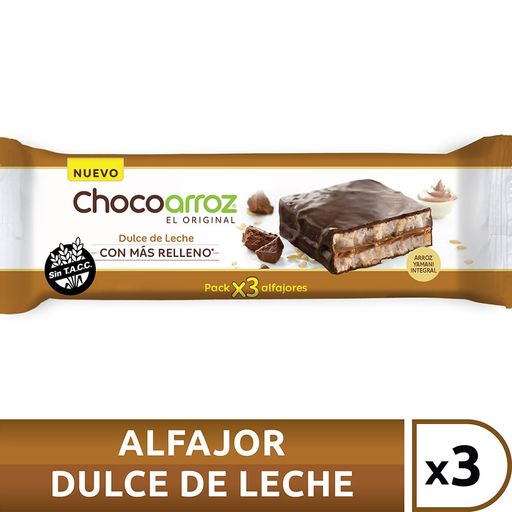 NUEVO
Chocoarroz
EL ORIGINAL
Dulce de Leche
CON MÁS RELLENO*
Sin T.A.C.C.
ARROZ
YAMANI
INTEGRAL
Pack x3 alfajores
ALFAJOR
DULCE DE LECHE
x3